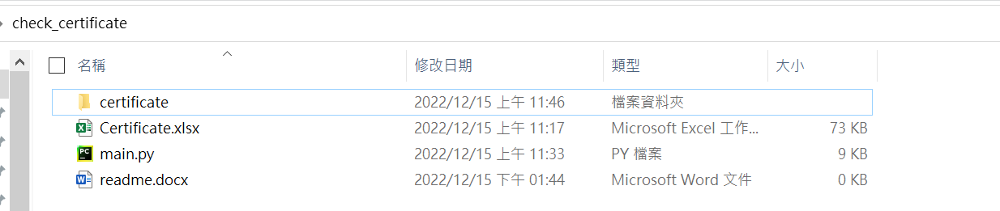 check_certificate
名稱 修改日期 類型 大小
certificate 2022/12/15 上午 11:46 檔案資料夾
Certificate.xlsx 2022/12/15 上午 11:17 Microsoft Excel 工作... 73 KB
main.py 2022/12/15 上午 11:33 PY 檔案 9 KB
readme.docx 2022/12/15 下午 01:44 Microsoft Word 文件 0 KB